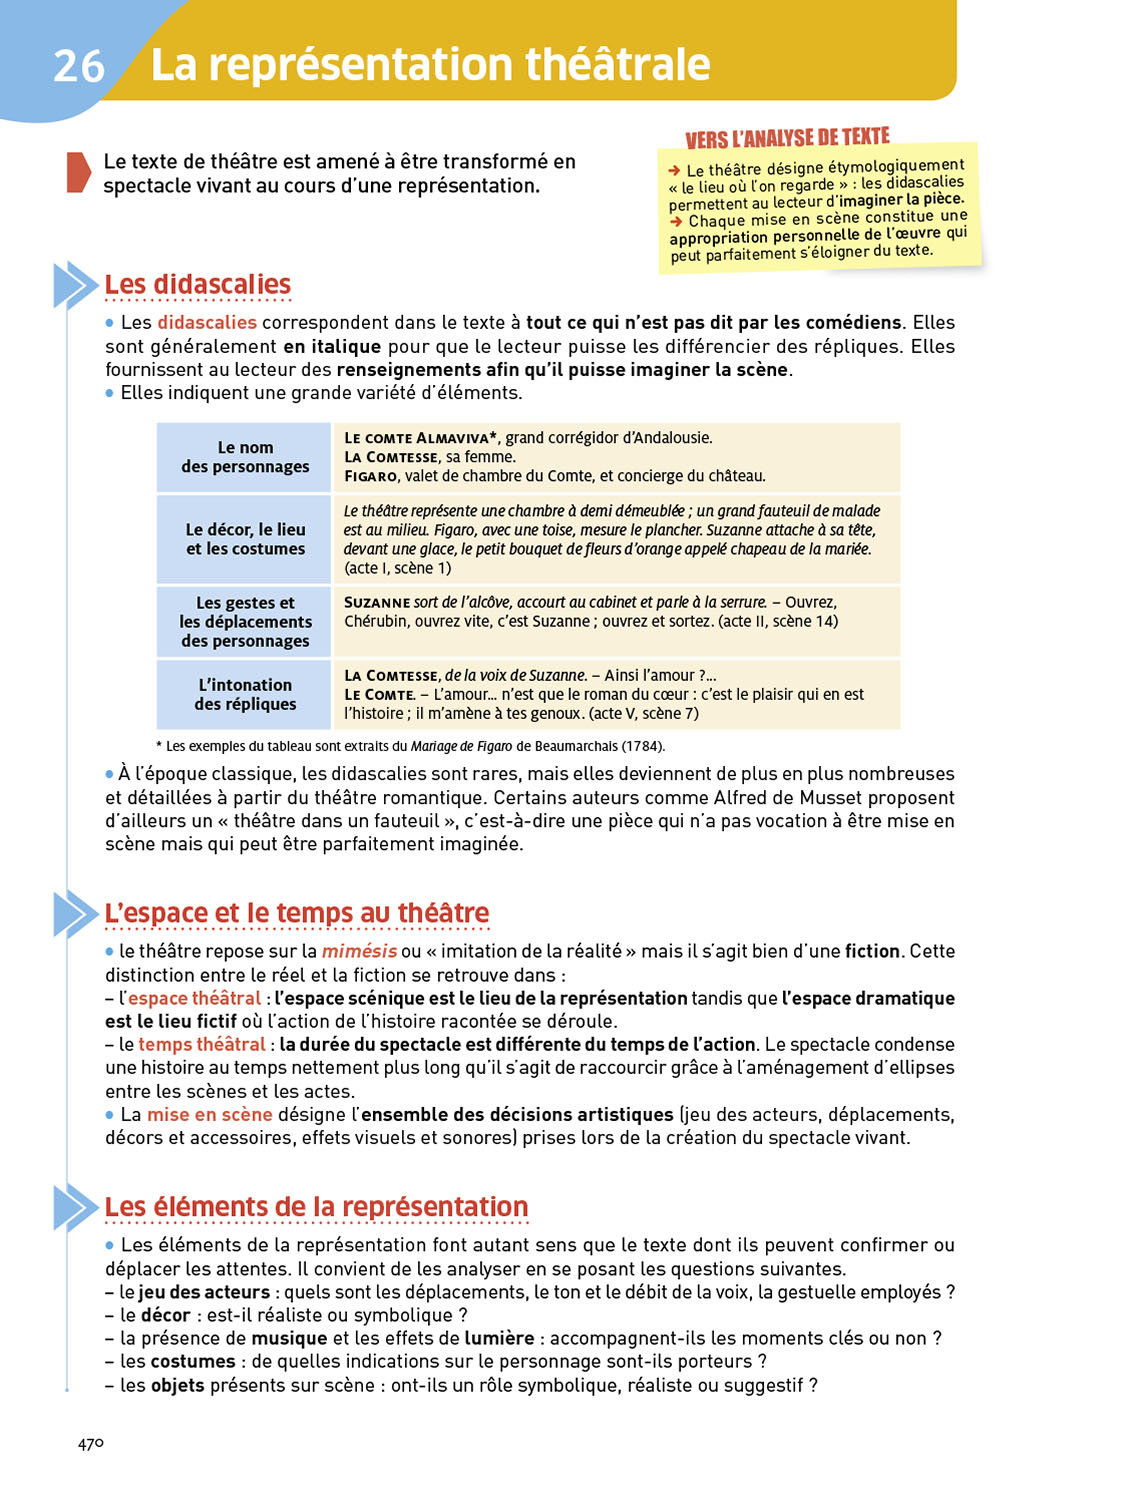 26 La représentation théâtrale
Le texte de théâtre est amené à être transformé en
spectacle vivant au cours d'une représentation.
VERS L'ANALYSE DE TEXTE
→ Le théâtre désigne étymologiquement
« le lieu où l'on regarde » : les didascalies
permettent au lecteur d'imaginer la pièce.
→ Chaque mise en scène constitue une
appropriation personnelle de l'œuvre qui
peut parfaitement s'éloigner du texte.
Les didascalies
• Les didascalies correspondent dans le texte à tout ce qui n'est pas dit par les comédiens. Elles
sont généralement en italique pour que le lecteur puisse les différencier des répliques. Elles
fournissent au lecteur des renseignements afin qu'il puisse imaginer la scène.
• Elles indiquent une grande variété d'éléments.
Le nom
des personnages
LE COMTE ALMAVIVA*, grand corrégidor d'Andalousie.
LA COMTESSE, sa femme.
FIGARO, valet de chambre du Comte, et concierge du château.
Le décor, le lieu
et les costumes
Le théâtre représente une chambre à demi démeublée ; un grand fauteuil de malade
est au milieu. Figaro, avec une toise, mesure le plancher. Suzanne attache à sa tête,
devant une glace, le petit bouquet de fleurs d'orange appelé chapeau de la mariée.
(acte I, scène 1)
Les gestes et
les déplacements
des personnages
SUZANNE sort de l'alcôve, accourt au cabinet et parle à la serrure. – Ouvrez,
Chérubin, ouvrez vite, c'est Suzanne ; ouvrez et sortez. (acte II, scène 14)
L'intonation
des répliques
LA COMTESSE, de la voix de Suzanne. – Ainsi l'amour ?...
LE COMTE. – L'amour... n'est que le roman du cœur : c'est le plaisir qui en est
l'histoire ; il m'amène à tes genoux. (acte V, scène 7)
* Les exemples du tableau sont extraits du Mariage de Figaro de Beaumarchais (1784).
• À l'époque classique, les didascalies sont rares, mais elles deviennent de plus en plus nombreuses
et détaillées à partir du théâtre romantique. Certains auteurs comme Alfred de Musset proposent
d'ailleurs un « théâtre dans un fauteuil », c'est-à-dire une pièce qui n'a pas vocation à être mise en
scène mais qui peut être parfaitement imaginée.
L'espace et le temps au théâtre
• le théâtre repose sur la mimésis ou « imitation de la réalité » mais il s'agit bien d'une fiction. Cette
distinction entre le réel et la fiction se retrouve dans :
– l'espace théâtral : l'espace scénique est le lieu de la représentation tandis que l'espace dramatique
est le lieu fictif où l'action de l'histoire racontée se déroule.
– le temps théâtral : la durée du spectacle est différente du temps de l'action. Le spectacle condense
une histoire au temps nettement plus long qu'il s'agit de raccourcir grâce à l'aménagement d'ellipses
entre les scènes et les actes.
• La mise en scène désigne l'ensemble des décisions artistiques (jeu des acteurs, déplacements,
décors et accessoires, effets visuels et sonores) prises lors de la création du spectacle vivant.
Les éléments de la représentation
• Les éléments de la représentation font autant sens que le texte dont ils peuvent confirmer ou
déplacer les attentes. Il convient de les analyser en se posant les questions suivantes.
– le jeu des acteurs : quels sont les déplacements, le ton et le débit de la voix, la gestuelle employés ?
– le décor : est-il réaliste ou symbolique ?
– la présence de musique et les effets de lumière : accompagnent-ils les moments clés ou non ?
– les costumes : de quelles indications sur le personnage sont-ils porteurs ?
– les objets présents sur scène : ont-ils un rôle symbolique, réaliste ou suggestif ?
470